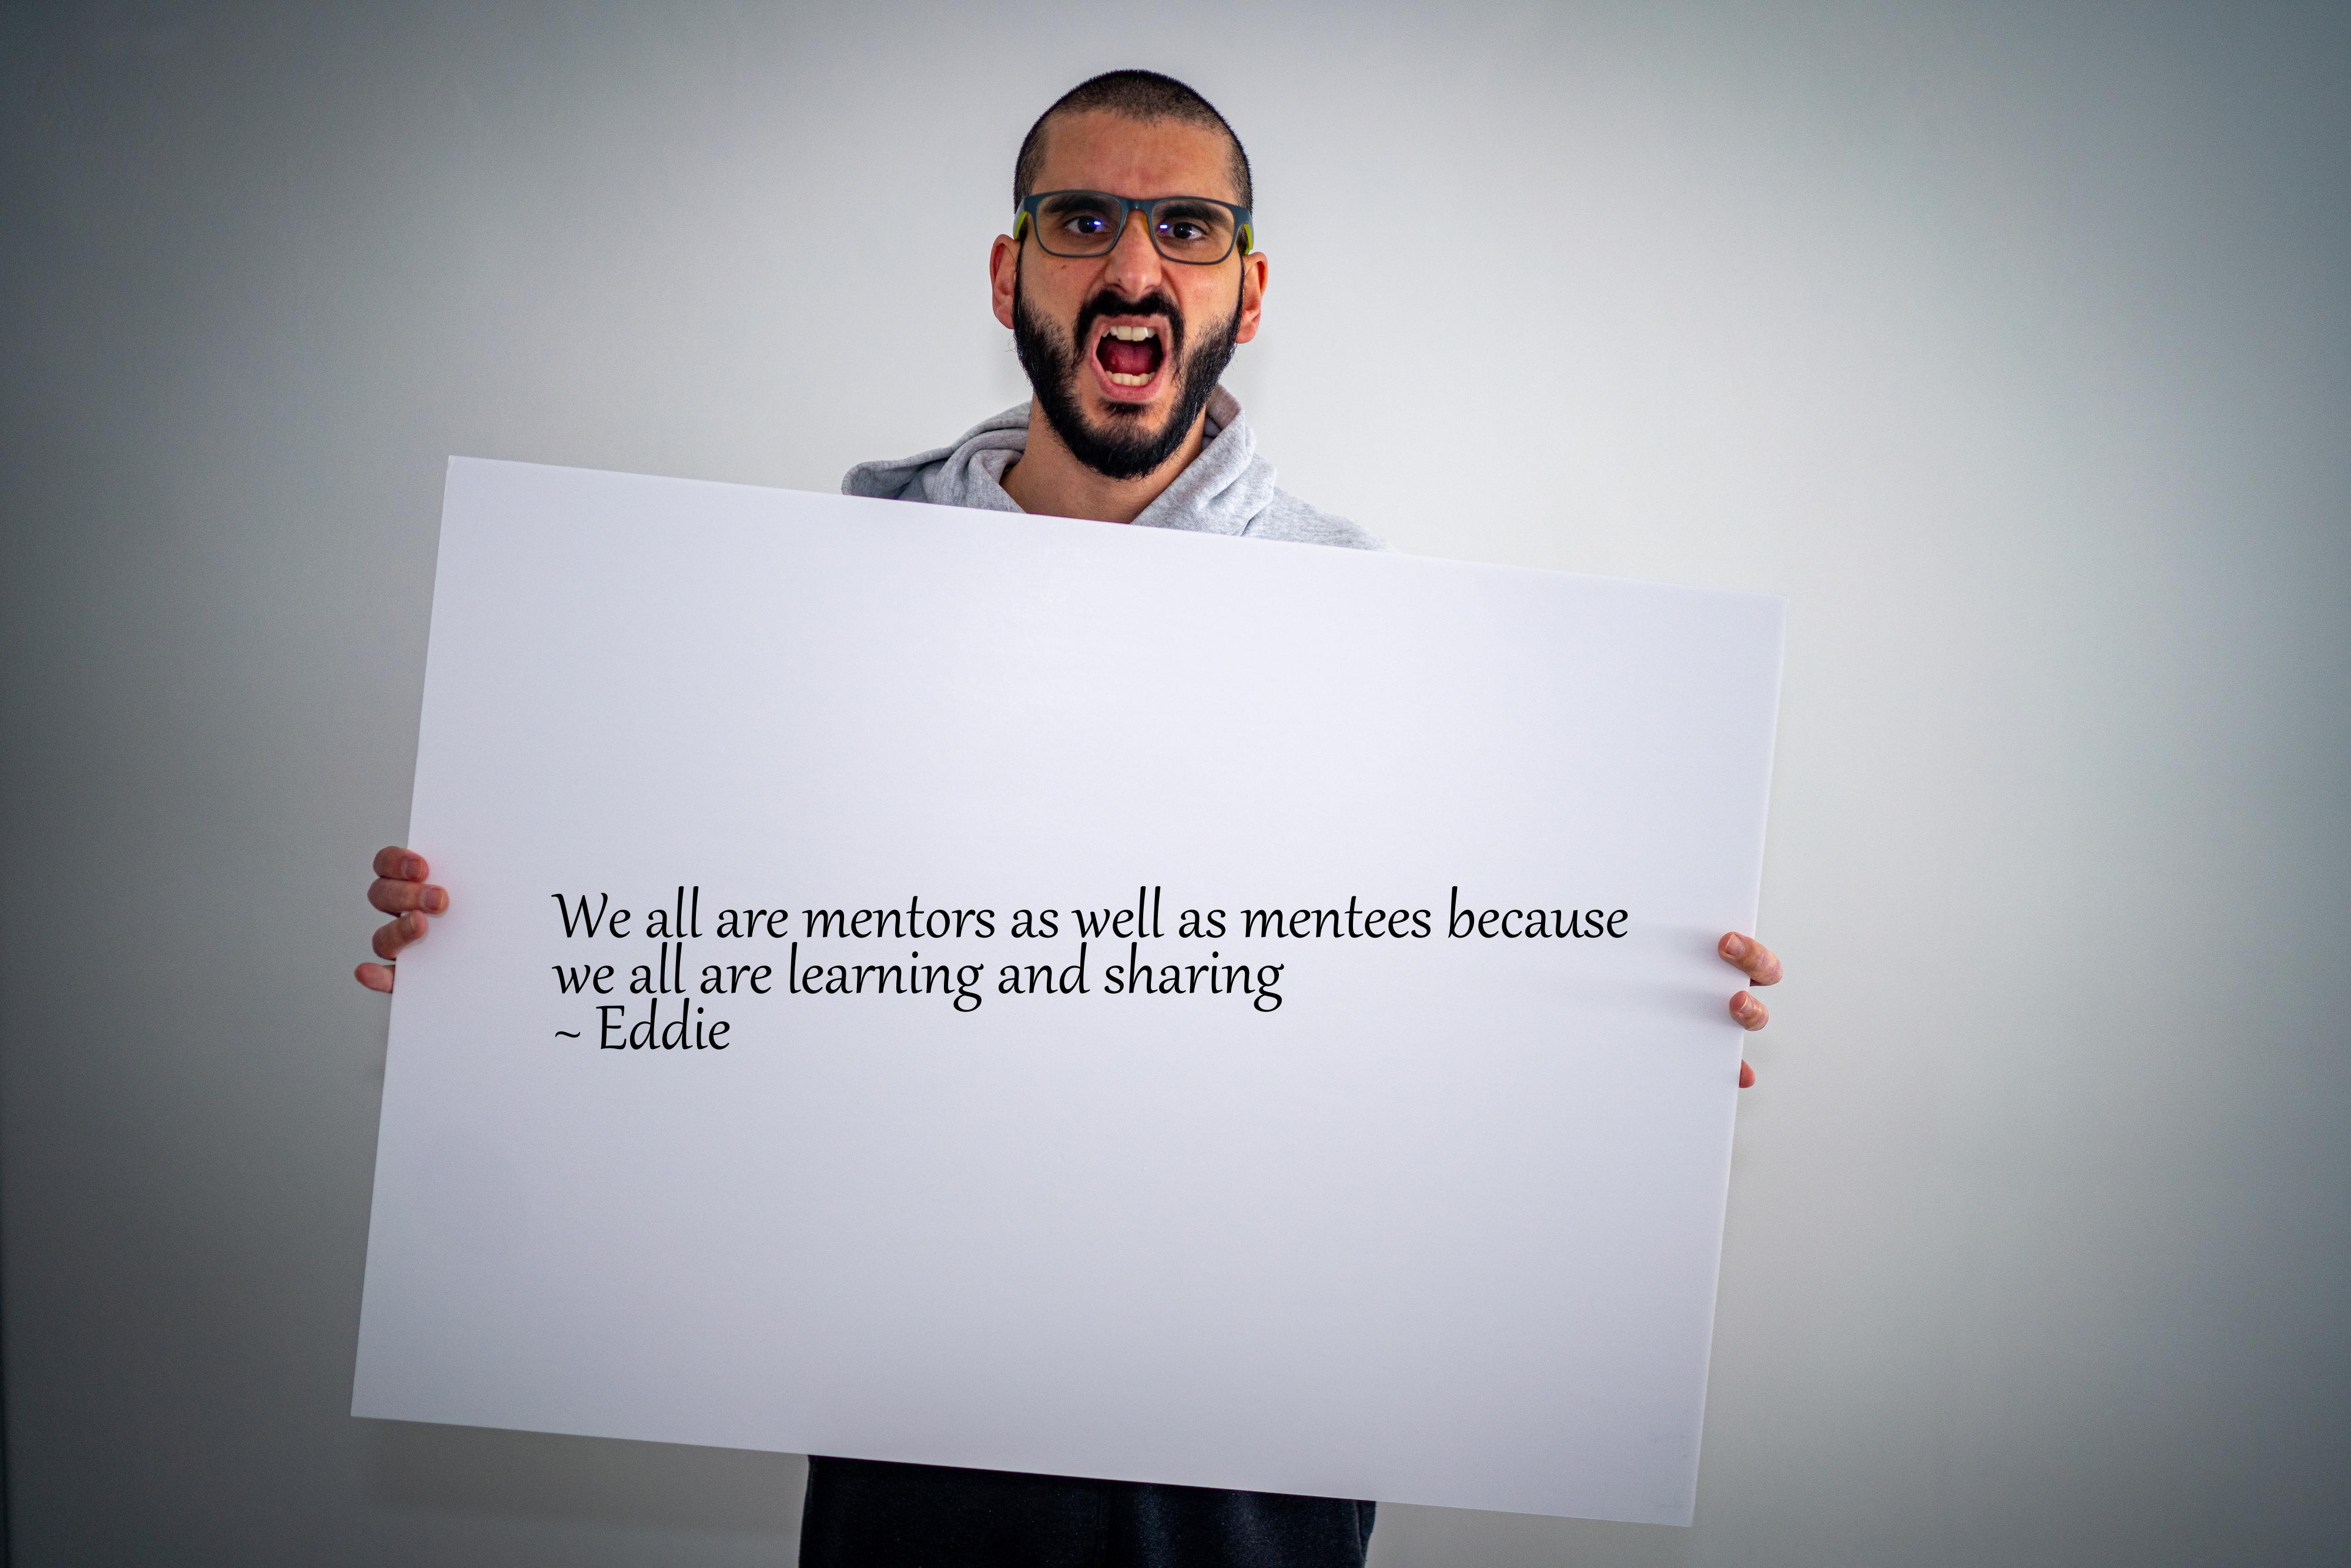 We all are mentors as well as mentees because
we all are learning and sharing
~ Eddie